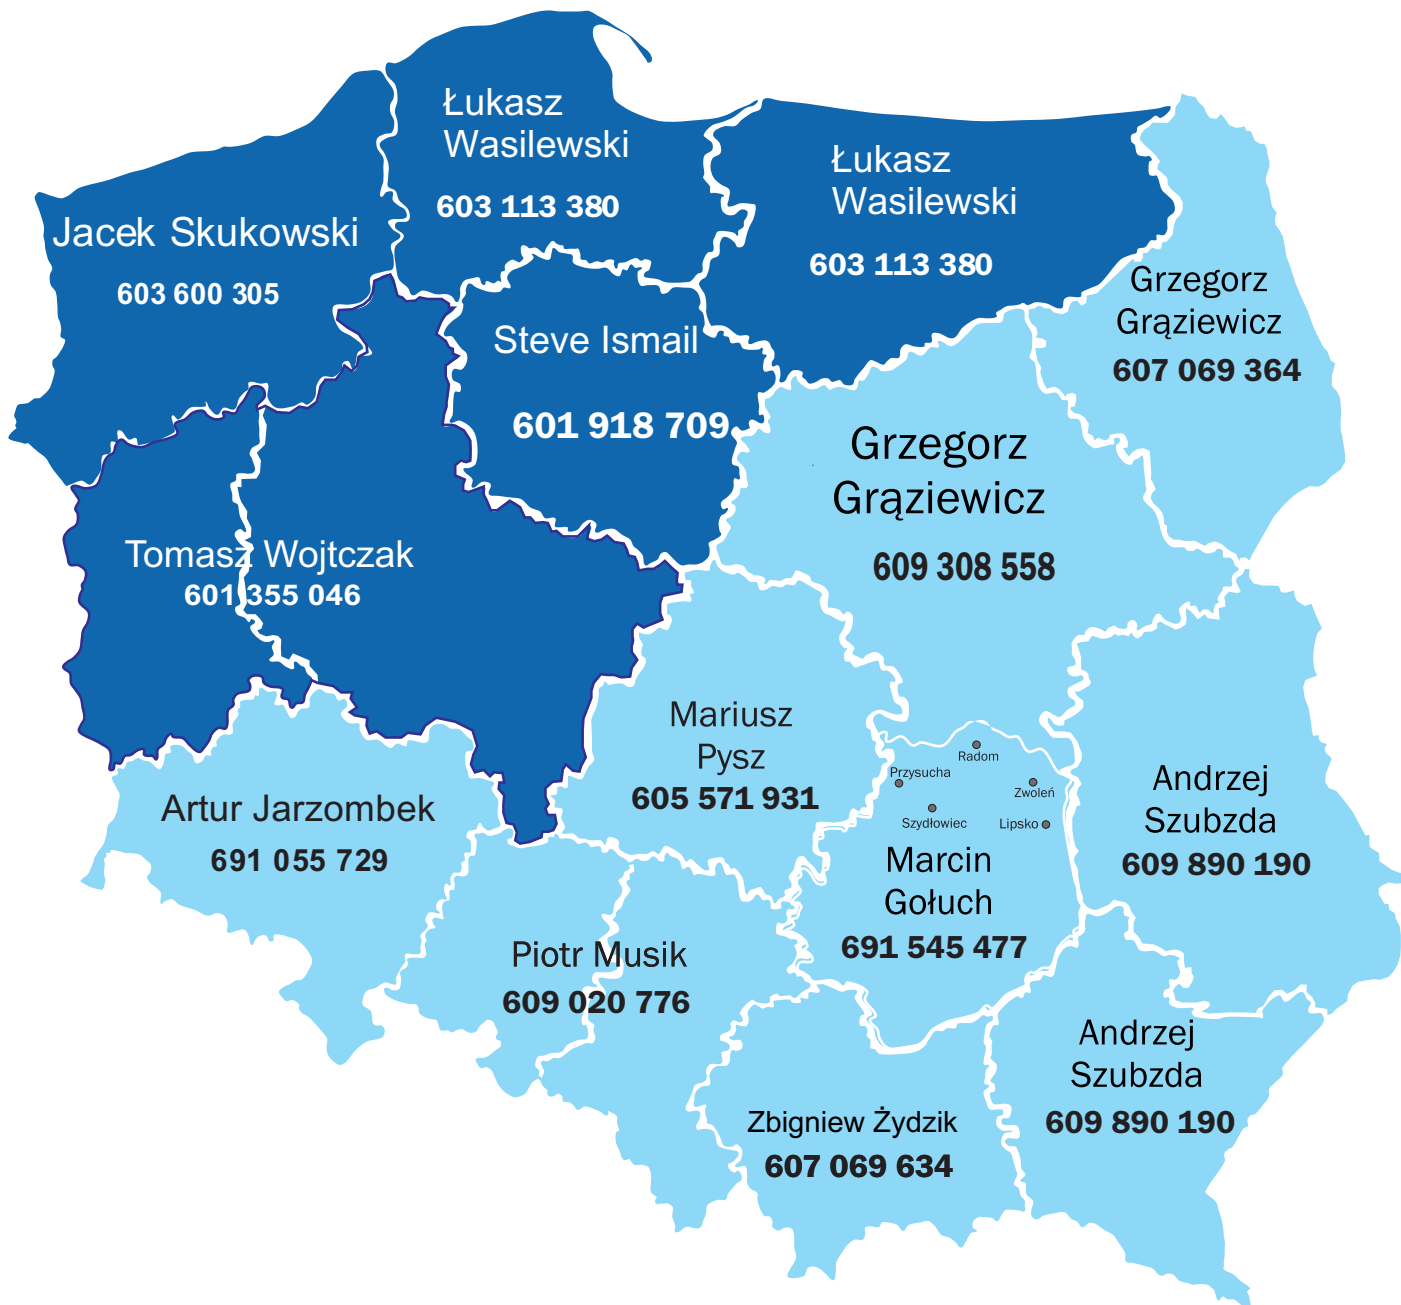 Łukasz
Wasilewski
603 113 380
Łukasz
Wasilewski
603 113 380
Jacek Skukowski
603 600 305
Grzegorz
Grąziewicz
607 069 364
Steve Ismail
601 918 709
Grzegorz
Grąziewicz
609 308 558
Tomasz Wojtczak
601 355 046
Mariusz
Pysz
605 571 931
Radom
Przysucha
Zwoleń
Szydłowiec
Lipsko
Marcin
Gołuch
691 545 477
Andrzej
Szubzda
609 890 190
Artur Jarzombek
691 055 729
Piotr Musik
609 020 776
Andrzej
Szubzda
609 890 190
Zbigniew Żydzik
607 069 634